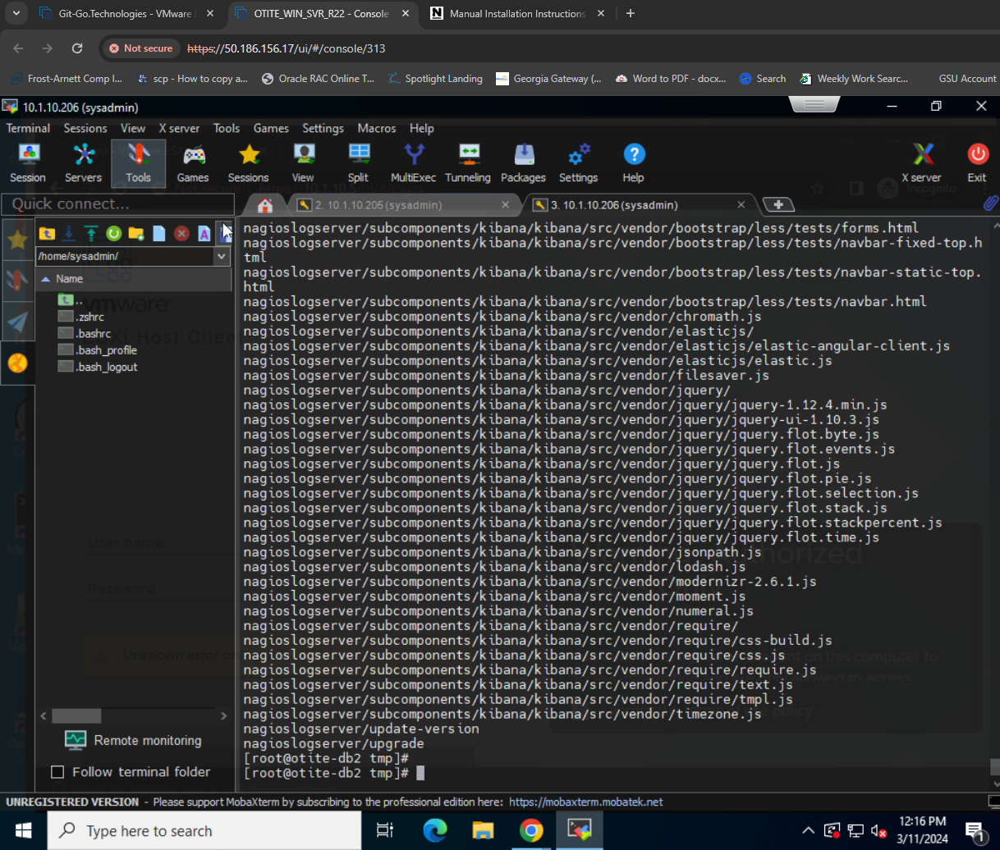 Git-Go.Technologies - VMware
OTITE_WIN_SVR_R22 - Console
Manual Installation Instructions
Not secure
https://50.186.156.17/ui/#/console/313
Frost-Arnett Comp I...
scp - How to copy a...
Oracle RAC Online T...
Spotlight Landing
Georgia Gateway (...
Word to PDF - docx...
Search
Weekly Work Searc...
GSU Account
10.1.10.206 (sysadmin)
Terminal Sessions View X server Tools Games Settings Macros Help
Session Servers Tools Games Sessions View Split MultiExec Tunneling Packages Settings Help X server Exit
Quick connect...
2. 10.1.10.206 (sysadmin)
3. 10.1.10.206 (sysadmin)
/home/sysadmin/
Name
..
.zshrc
.bashrc
.bash_profile
.bash_logout
vmware
Host Client
User name
Password
Unknown error
Incognito
nagioslogserver/subcomponents/kibana/kibana/src/vendor/bootstrap/less/tests/forms.html
nagioslogserver/subcomponents/kibana/kibana/src/vendor/bootstrap/less/tests/navbar-fixed-top.h
tml
nagioslogserver/subcomponents/kibana/kibana/src/vendor/bootstrap/less/tests/navbar-static-top.
html
nagioslogserver/subcomponents/kibana/kibana/src/vendor/bootstrap/less/tests/navbar.html
nagioslogserver/subcomponents/kibana/kibana/src/vendor/chromath.js
nagioslogserver/subcomponents/kibana/kibana/src/vendor/elasticjs/
nagioslogserver/subcomponents/kibana/kibana/src/vendor/elasticjs/elastic-angular-client.js
nagioslogserver/subcomponents/kibana/kibana/src/vendor/elasticjs/elastic.js
nagioslogserver/subcomponents/kibana/kibana/src/vendor/filesaver.js
nagioslogserver/subcomponents/kibana/kibana/src/vendor/jquery/
nagioslogserver/subcomponents/kibana/kibana/src/vendor/jquery/jquery-1.12.4.min.js
nagioslogserver/subcomponents/kibana/kibana/src/vendor/jquery/jquery-ui-1.10.3.js
nagioslogserver/subcomponents/kibana/kibana/src/vendor/jquery/jquery.flot.byte.js
nagioslogserver/subcomponents/kibana/kibana/src/vendor/jquery/jquery.flot.events.js
nagioslogserver/subcomponents/kibana/kibana/src/vendor/jquery/jquery.flot.js
nagioslogserver/subcomponents/kibana/kibana/src/vendor/jquery/jquery.flot.pie.js
nagioslogserver/subcomponents/kibana/kibana/src/vendor/jquery/jquery.flot.selection.js
nagioslogserver/subcomponents/kibana/kibana/src/vendor/jquery/jquery.flot.stack.js
nagioslogserver/subcomponents/kibana/kibana/src/vendor/jquery/jquery.flot.stackpercent.js
nagioslogserver/subcomponents/kibana/kibana/src/vendor/jquery/jquery.flot.time.js
nagioslogserver/subcomponents/kibana/kibana/src/vendor/jsonpath.js
nagioslogserver/subcomponents/kibana/kibana/src/vendor/lodash.js
nagioslogserver/subcomponents/kibana/kibana/src/vendor/modernizr-2.6.1.js
nagioslogserver/subcomponents/kibana/kibana/src/vendor/moment.js
nagioslogserver/subcomponents/kibana/kibana/src/vendor/numeral.js
nagioslogserver/subcomponents/kibana/kibana/src/vendor/require/
nagioslogserver/subcomponents/kibana/kibana/src/vendor/require/css-build.js
nagioslogserver/subcomponents/kibana/kibana/src/vendor/require/css.js
nagioslogserver/subcomponents/kibana/kibana/src/vendor/require/require.js
nagioslogserver/subcomponents/kibana/kibana/src/vendor/require/text.js
nagioslogserver/subcomponents/kibana/kibana/src/vendor/require/tmpl.js
nagioslogserver/subcomponents/kibana/kibana/src/vendor/timezone.js
nagioslogserver/update-version
nagioslogserver/upgrade
[root@otite-db2 tmp]#
[root@otite-db2 tmp]#
Remote monitoring
Follow terminal folder
UNREGISTERED VERSION - Please support MobaXterm by subscribing to the professional edition here: https://mobaxterm.mobatek.net
Type here to search
12:16 PM
3/11/2024
1